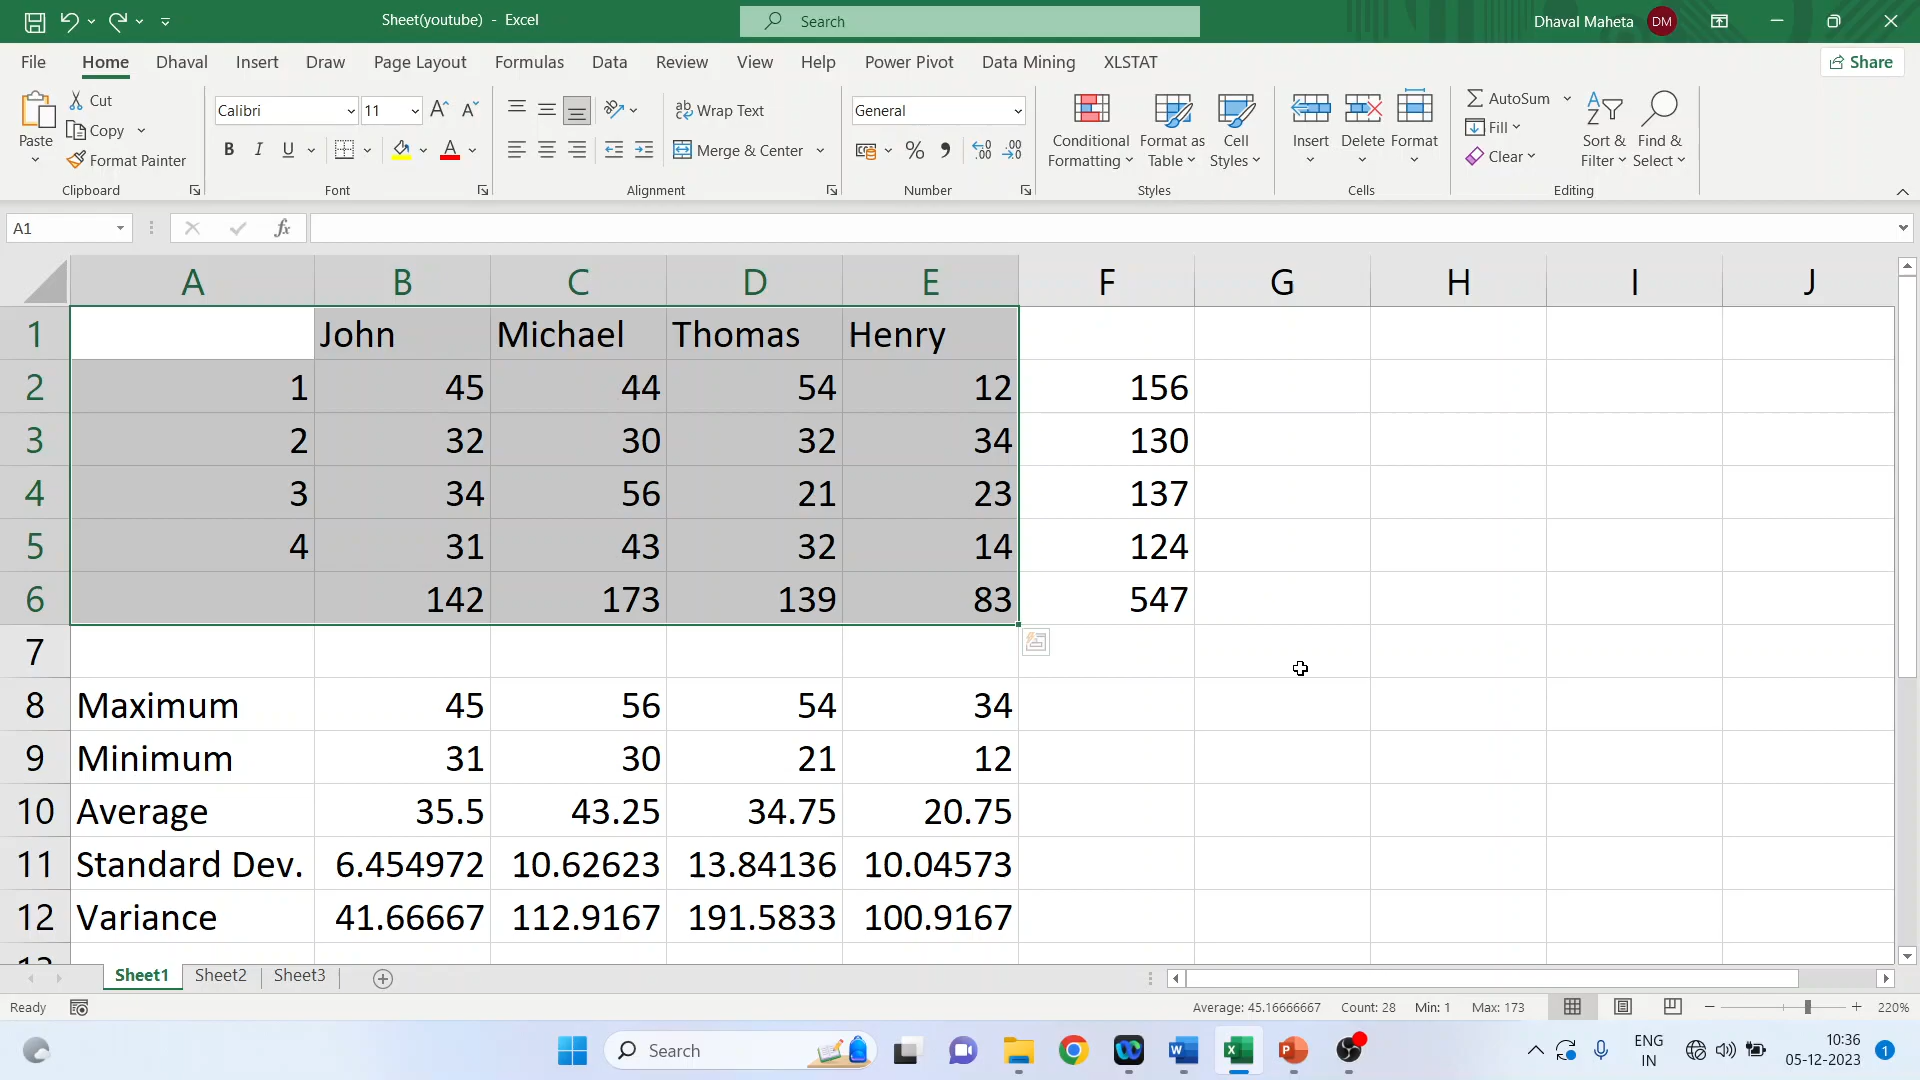 Sheet(youtube) - Excel
Search
Dhaval Maheta
DM
File Home Dhaval Insert Draw Page Layout Formulas Data Review View Help Power Pivot Data Mining XLSTAT
Share
Paste
Cut
Copy
Format Painter
Clipboard
Calibri 11
B I U
Font
Wrap Text
Merge & Center
Alignment
General
Number
Conditional Formatting
Format as Table
Cell Styles
Styles
Insert Delete Format
Cells
AutoSum
Fill
Clear
Sort & Filter
Find & Select
Editing
A1
fx
A B C D E F G H I J
1 John Michael Thomas Henry
2 1 45 44 54 12 156
3 2 32 30 32 34 130
4 3 34 56 21 23 137
5 4 31 43 32 14 124
6 142 173 139 83 547
7
8 Maximum 45 56 54 34
9 Minimum 31 30 21 12
10 Average 35.5 43.25 34.75 20.75
11 Standard Dev. 6.454972 10.62623 13.84136 10.04573
12 Variance 41.66667 112.9167 191.5833 100.9167
Sheet1 Sheet2 Sheet3
Ready
Average: 45.16666667 Count: 28 Min: 1 Max: 173
220%
Search
ENG
IN
10:36
05-12-2023
1